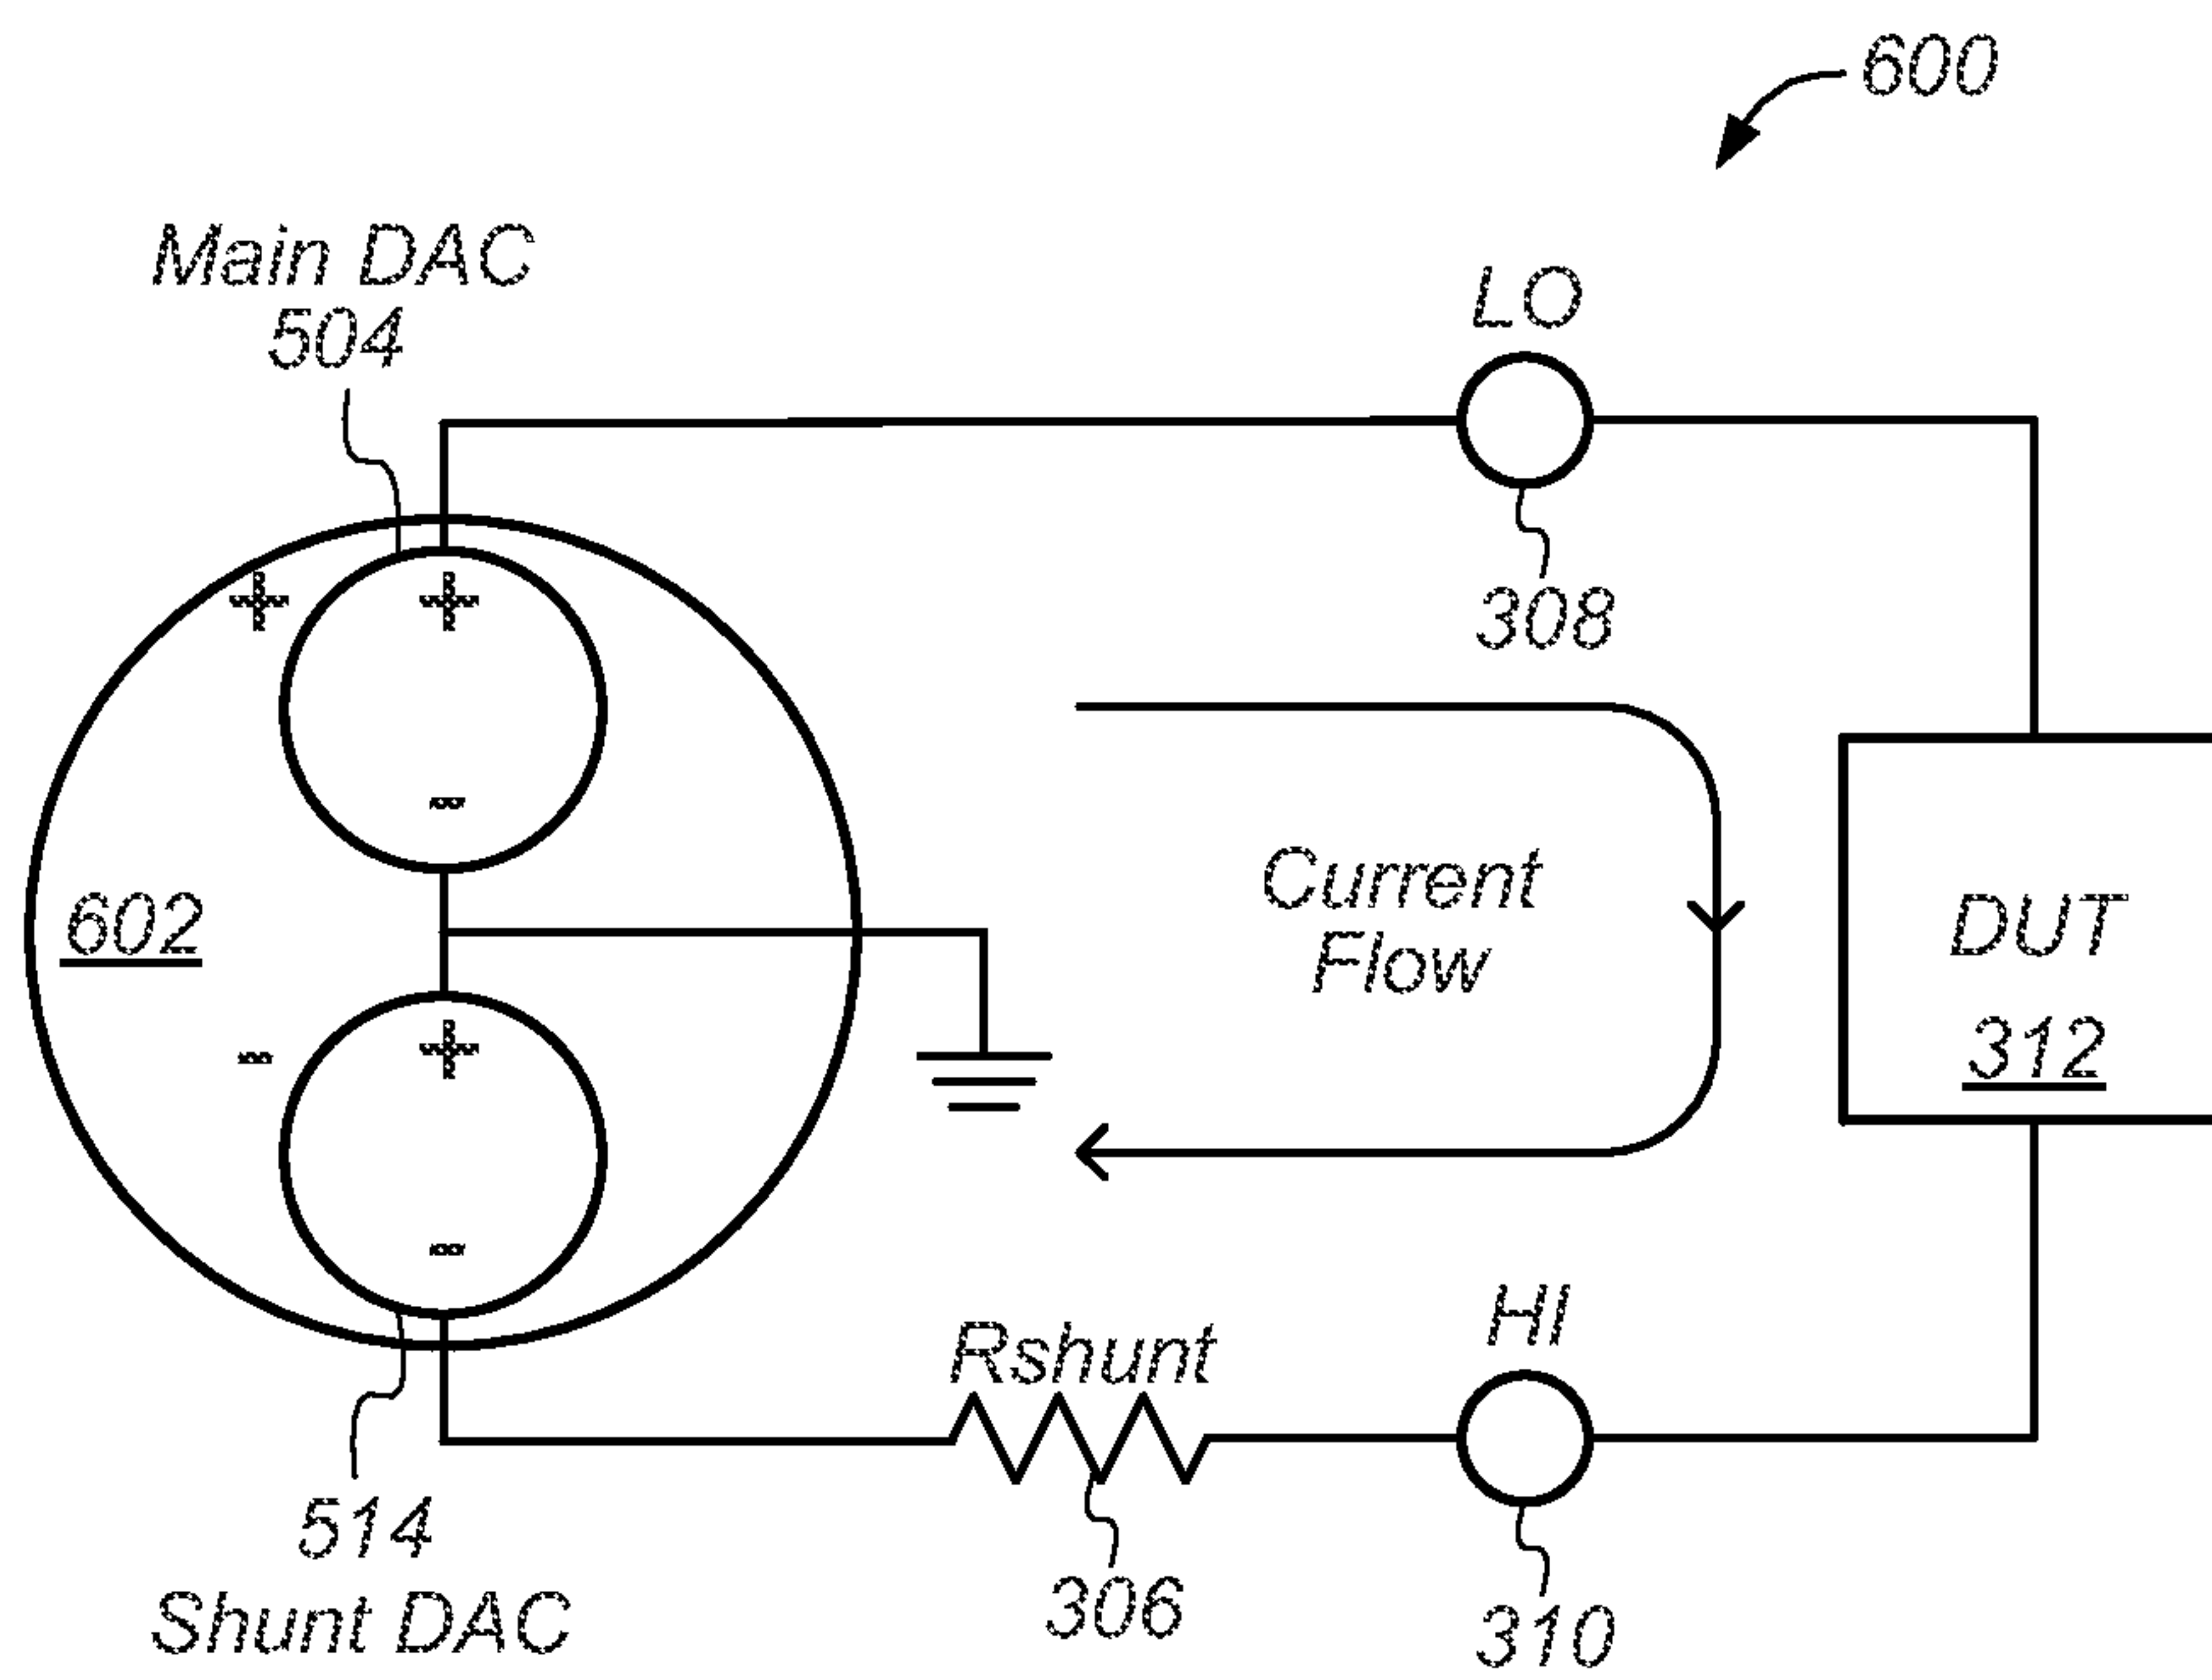 600
Main DAC
504
LO
308
+
+
-
602
Current
Flow
DUT
312
-
+
-
Rshunt
HI
514
Shunt DAC
306
310